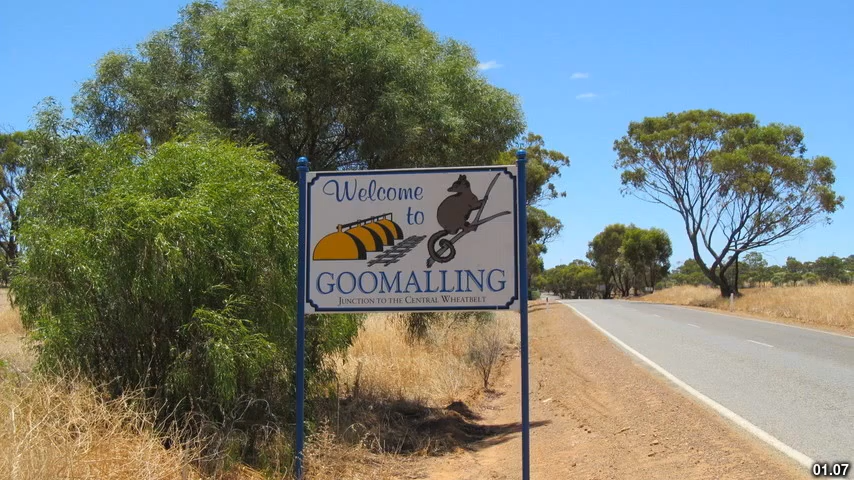 Welcome
to
GOOMALLING
JUNCTION TO THE CENTRAL WHEATBELT
01.07